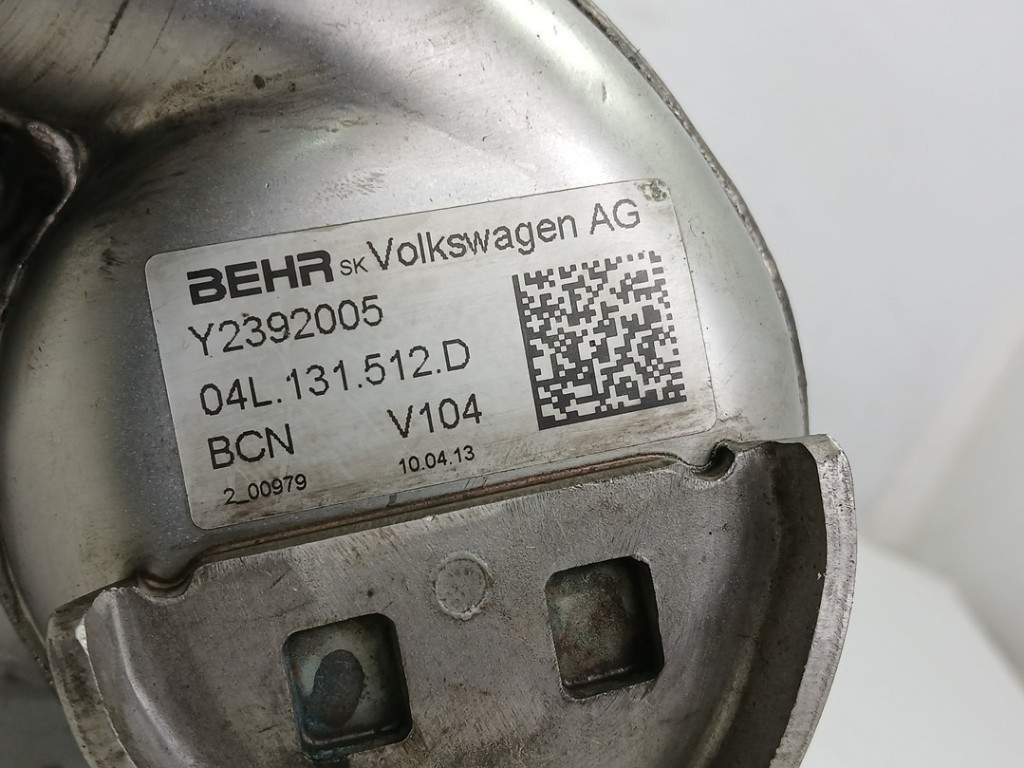 BEHR SK Volkswagen AG
Y2392005
04L.131.512.D
BCN V104
2_00979 10.04.13